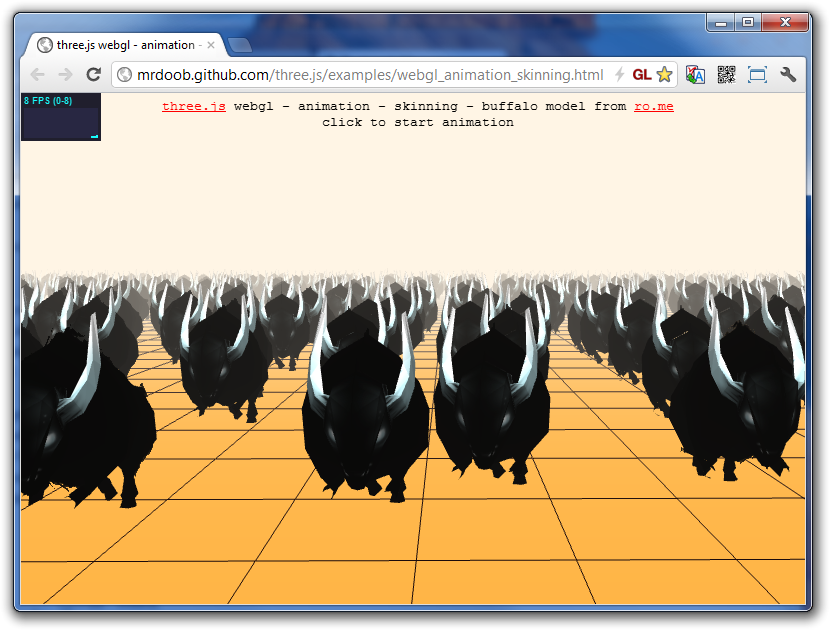 three.js webgl - animation -
mrdoob.github.com/three.js/examples/webgl_animation_skinning.html
GL
8 FPS (0-8)
three.js webgl - animation - skinning - buffalo model from ro.me
click to start animation